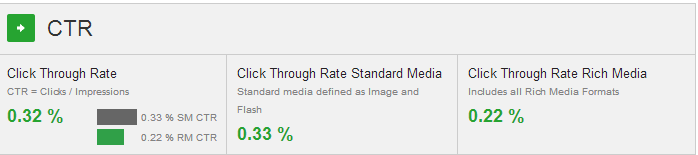 CTR
Click Through Rate
CTR = Clicks / Impressions
0.32 %
0.33 % SM CTR
0.22 % RM CTR
Click Through Rate Standard Media
Standard media defined as Image and
Flash
0.33 %
Click Through Rate Rich Media
Includes all Rich Media Formats
0.22 %